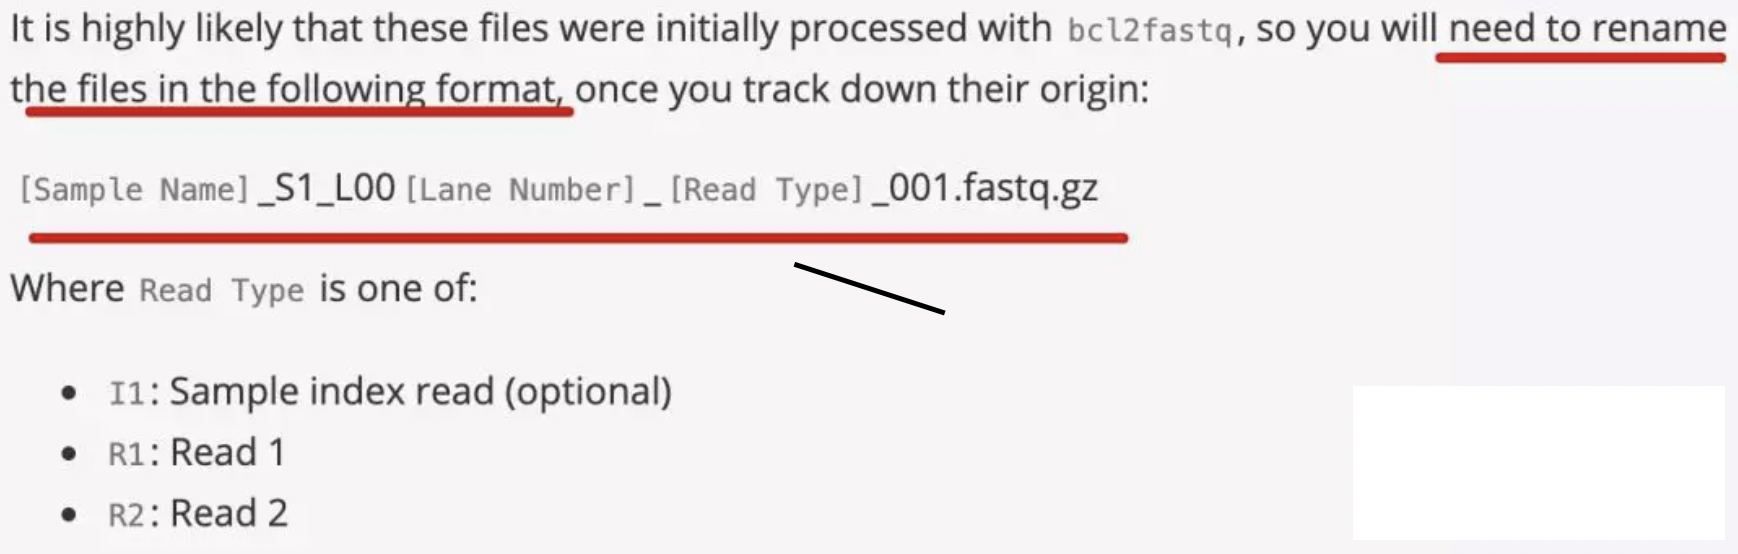 It is highly likely that these files were initially processed with bcl2fastq, so you will need to rename
the files in the following format, once you track down their origin:
[Sample Name]_S1_L00[Lane Number]_[Read Type]_001.fastq.gz
Where Read Type is one of:
• I1: Sample index read (optional)
• R1: Read 1
• R2: Read 2